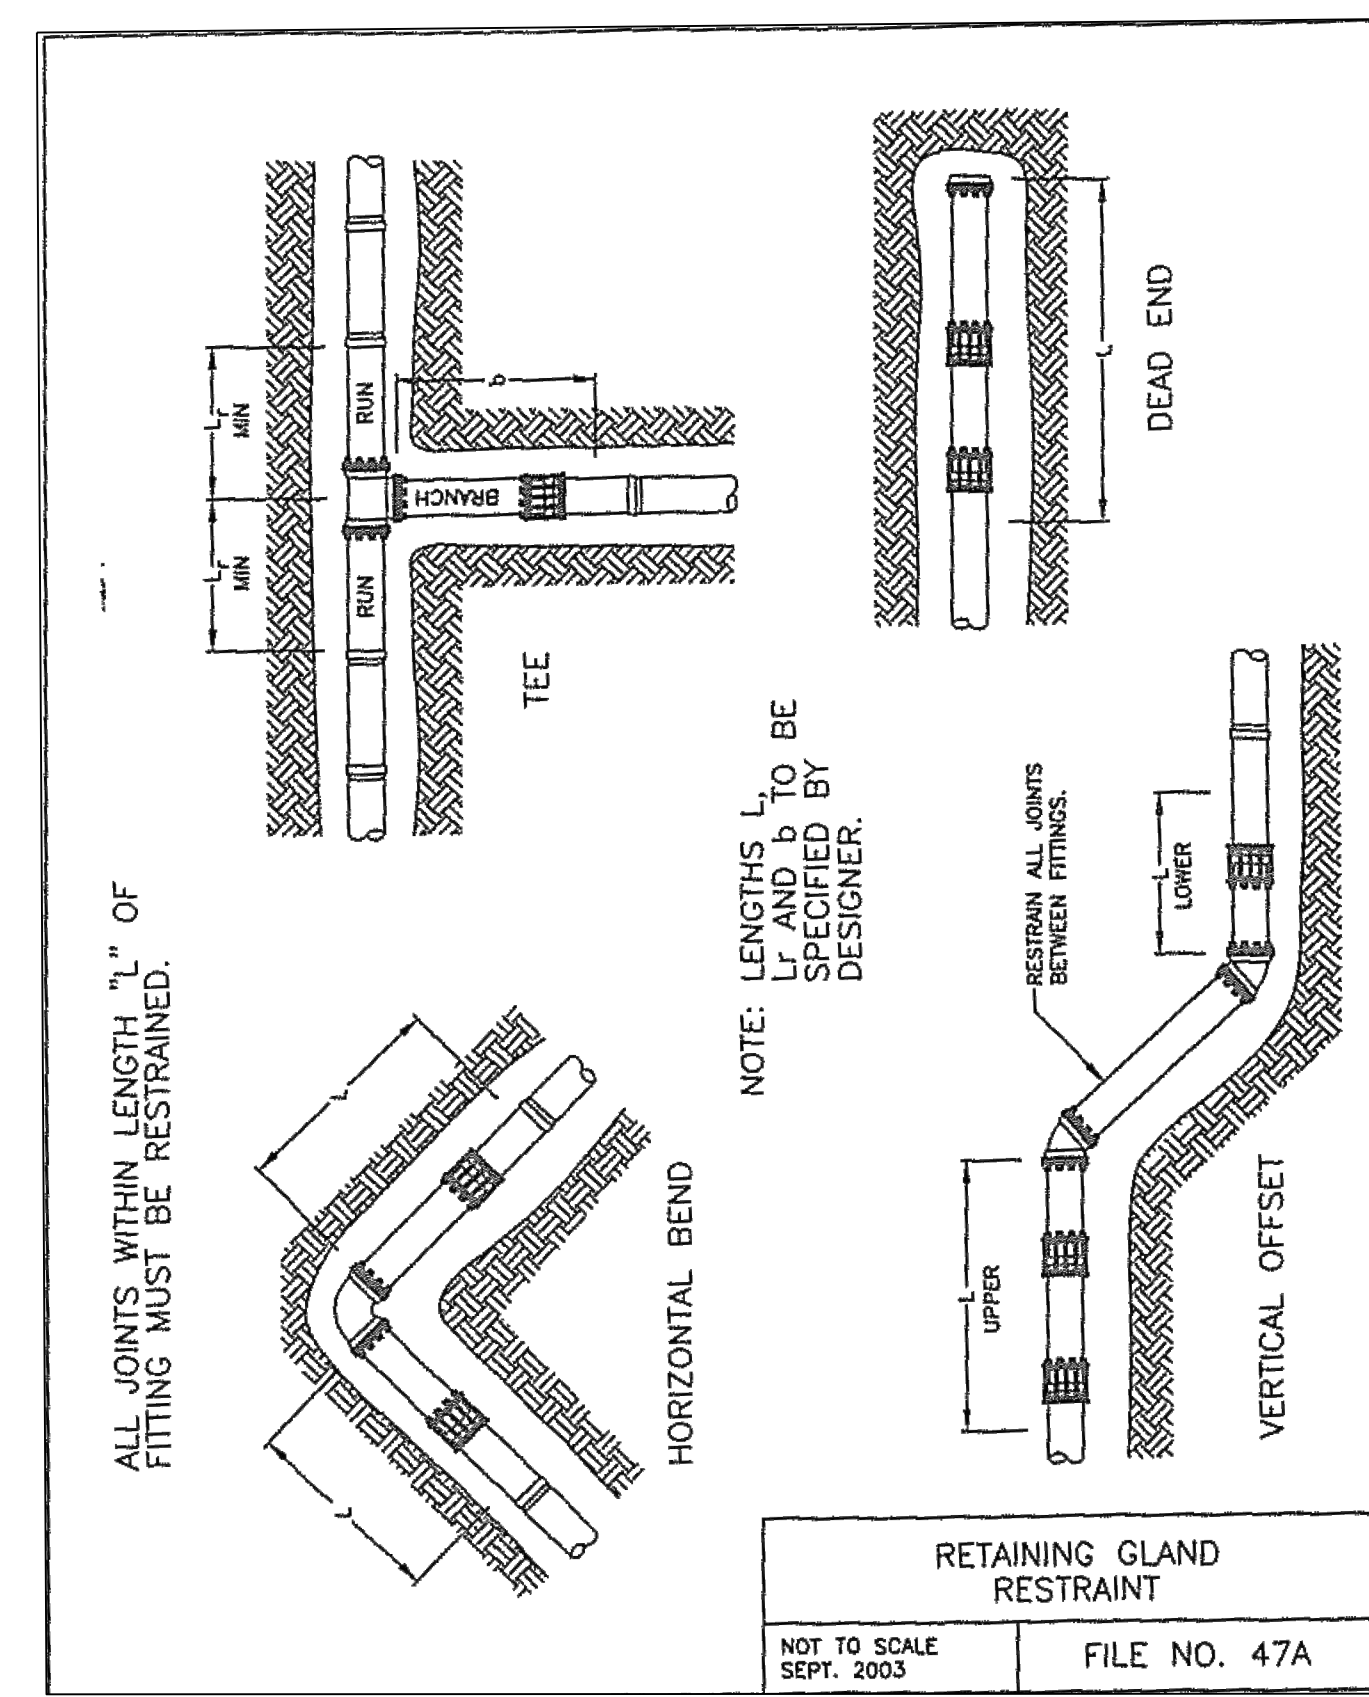 ALL JOINTS WITHIN LENGTH "L" OF
FITTING MUST BE RESTRAINED.
L
L
HORIZONTAL BEND
Lr
MIN
Lr
MIN
RUN
RUN
BRANCH
b
TEE
NOTE: LENGTHS L,
Lr AND b TO BE
SPECIFIED BY
DESIGNER.
L
UPPER
RESTRAIN ALL JOINTS
BETWEEN FITTINGS.
L
LOWER
VERTICAL OFFSET
L
DEAD END
RETAINING GLAND
RESTRAINT
NOT TO SCALE
SEPT. 2003
FILE NO. 47A